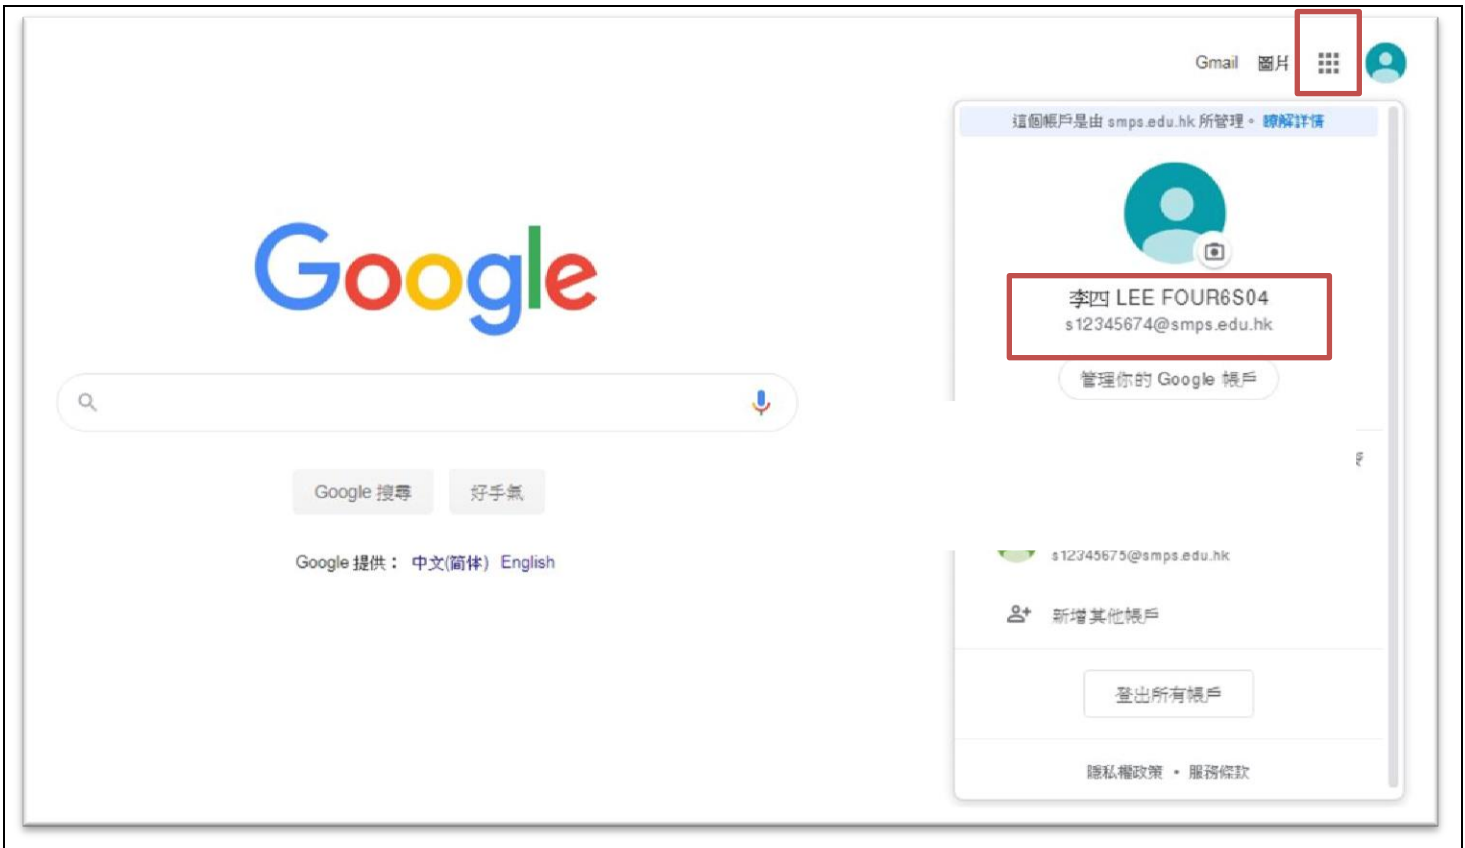 Gmail 圖片
這個帳戶是由 smps.edu.hk 所管理。 瞭解詳情
Google
李四 LEE FOUR6S04
s12345674@smps.edu.hk
管理你的 Google 帳戶
Google 搜尋 好手氣
Google 提供： 中文(简体) English
s12345675@smps.edu.hk
新增其他帳戶
登出所有帳戶
隱私權政策 • 服務條款